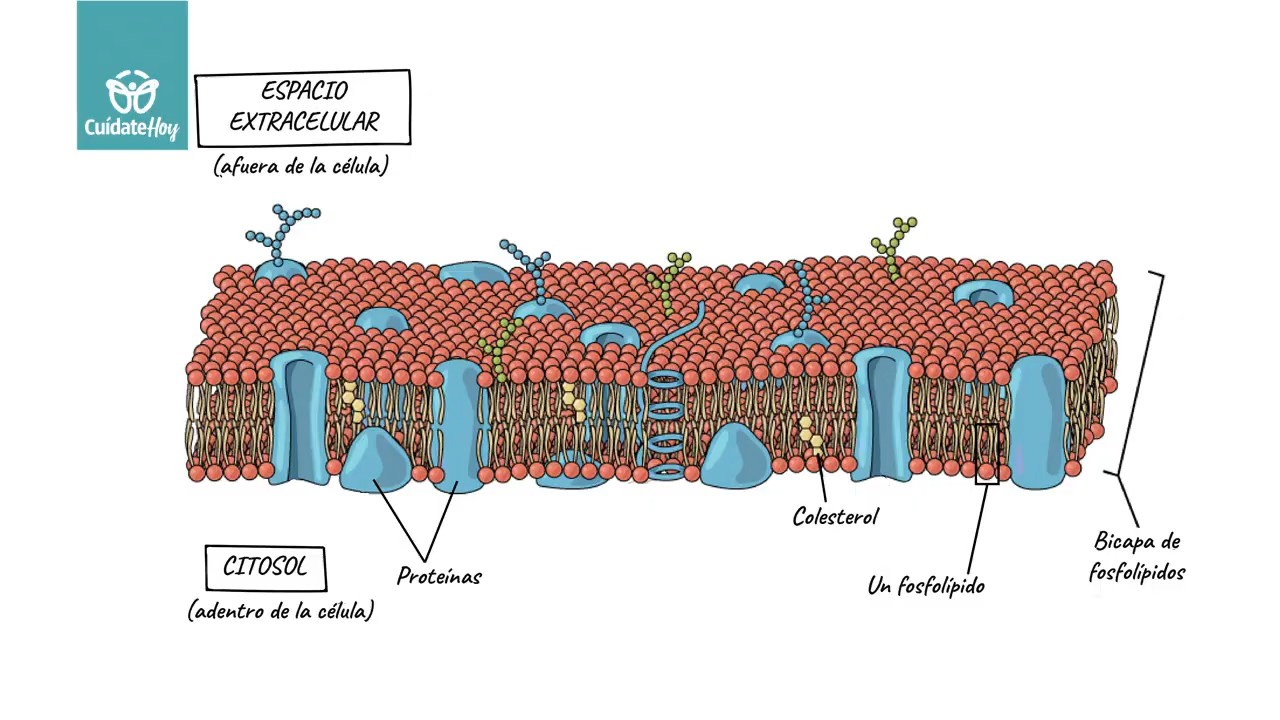 CuídateHoy
ESPACIO
EXTRACELULAR
(afuera de la célula)
Colesterol
Bicapa de
fosfolípidos
CITOSOL
Proteínas
Un fosfolípido
(adentro de la célula)